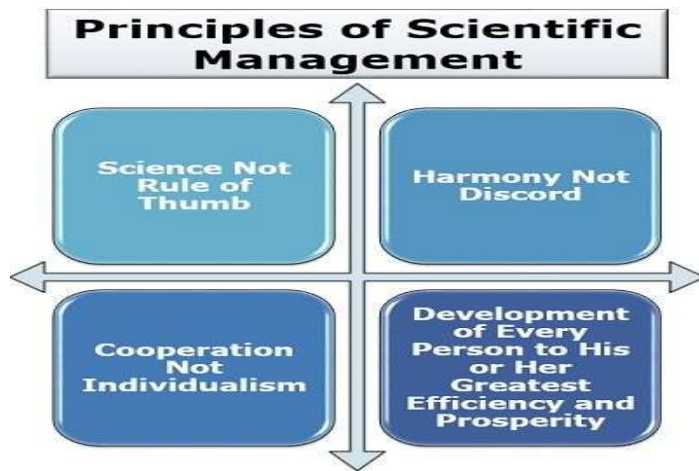 Principles of Scientific
Management
Science Not
Rule of
Thumb
Harmony Not
Discord
Cooperation
Not
Individualism
Development
of Every
Person to His
or Her
Greatest
Efficiency and
Prosperity